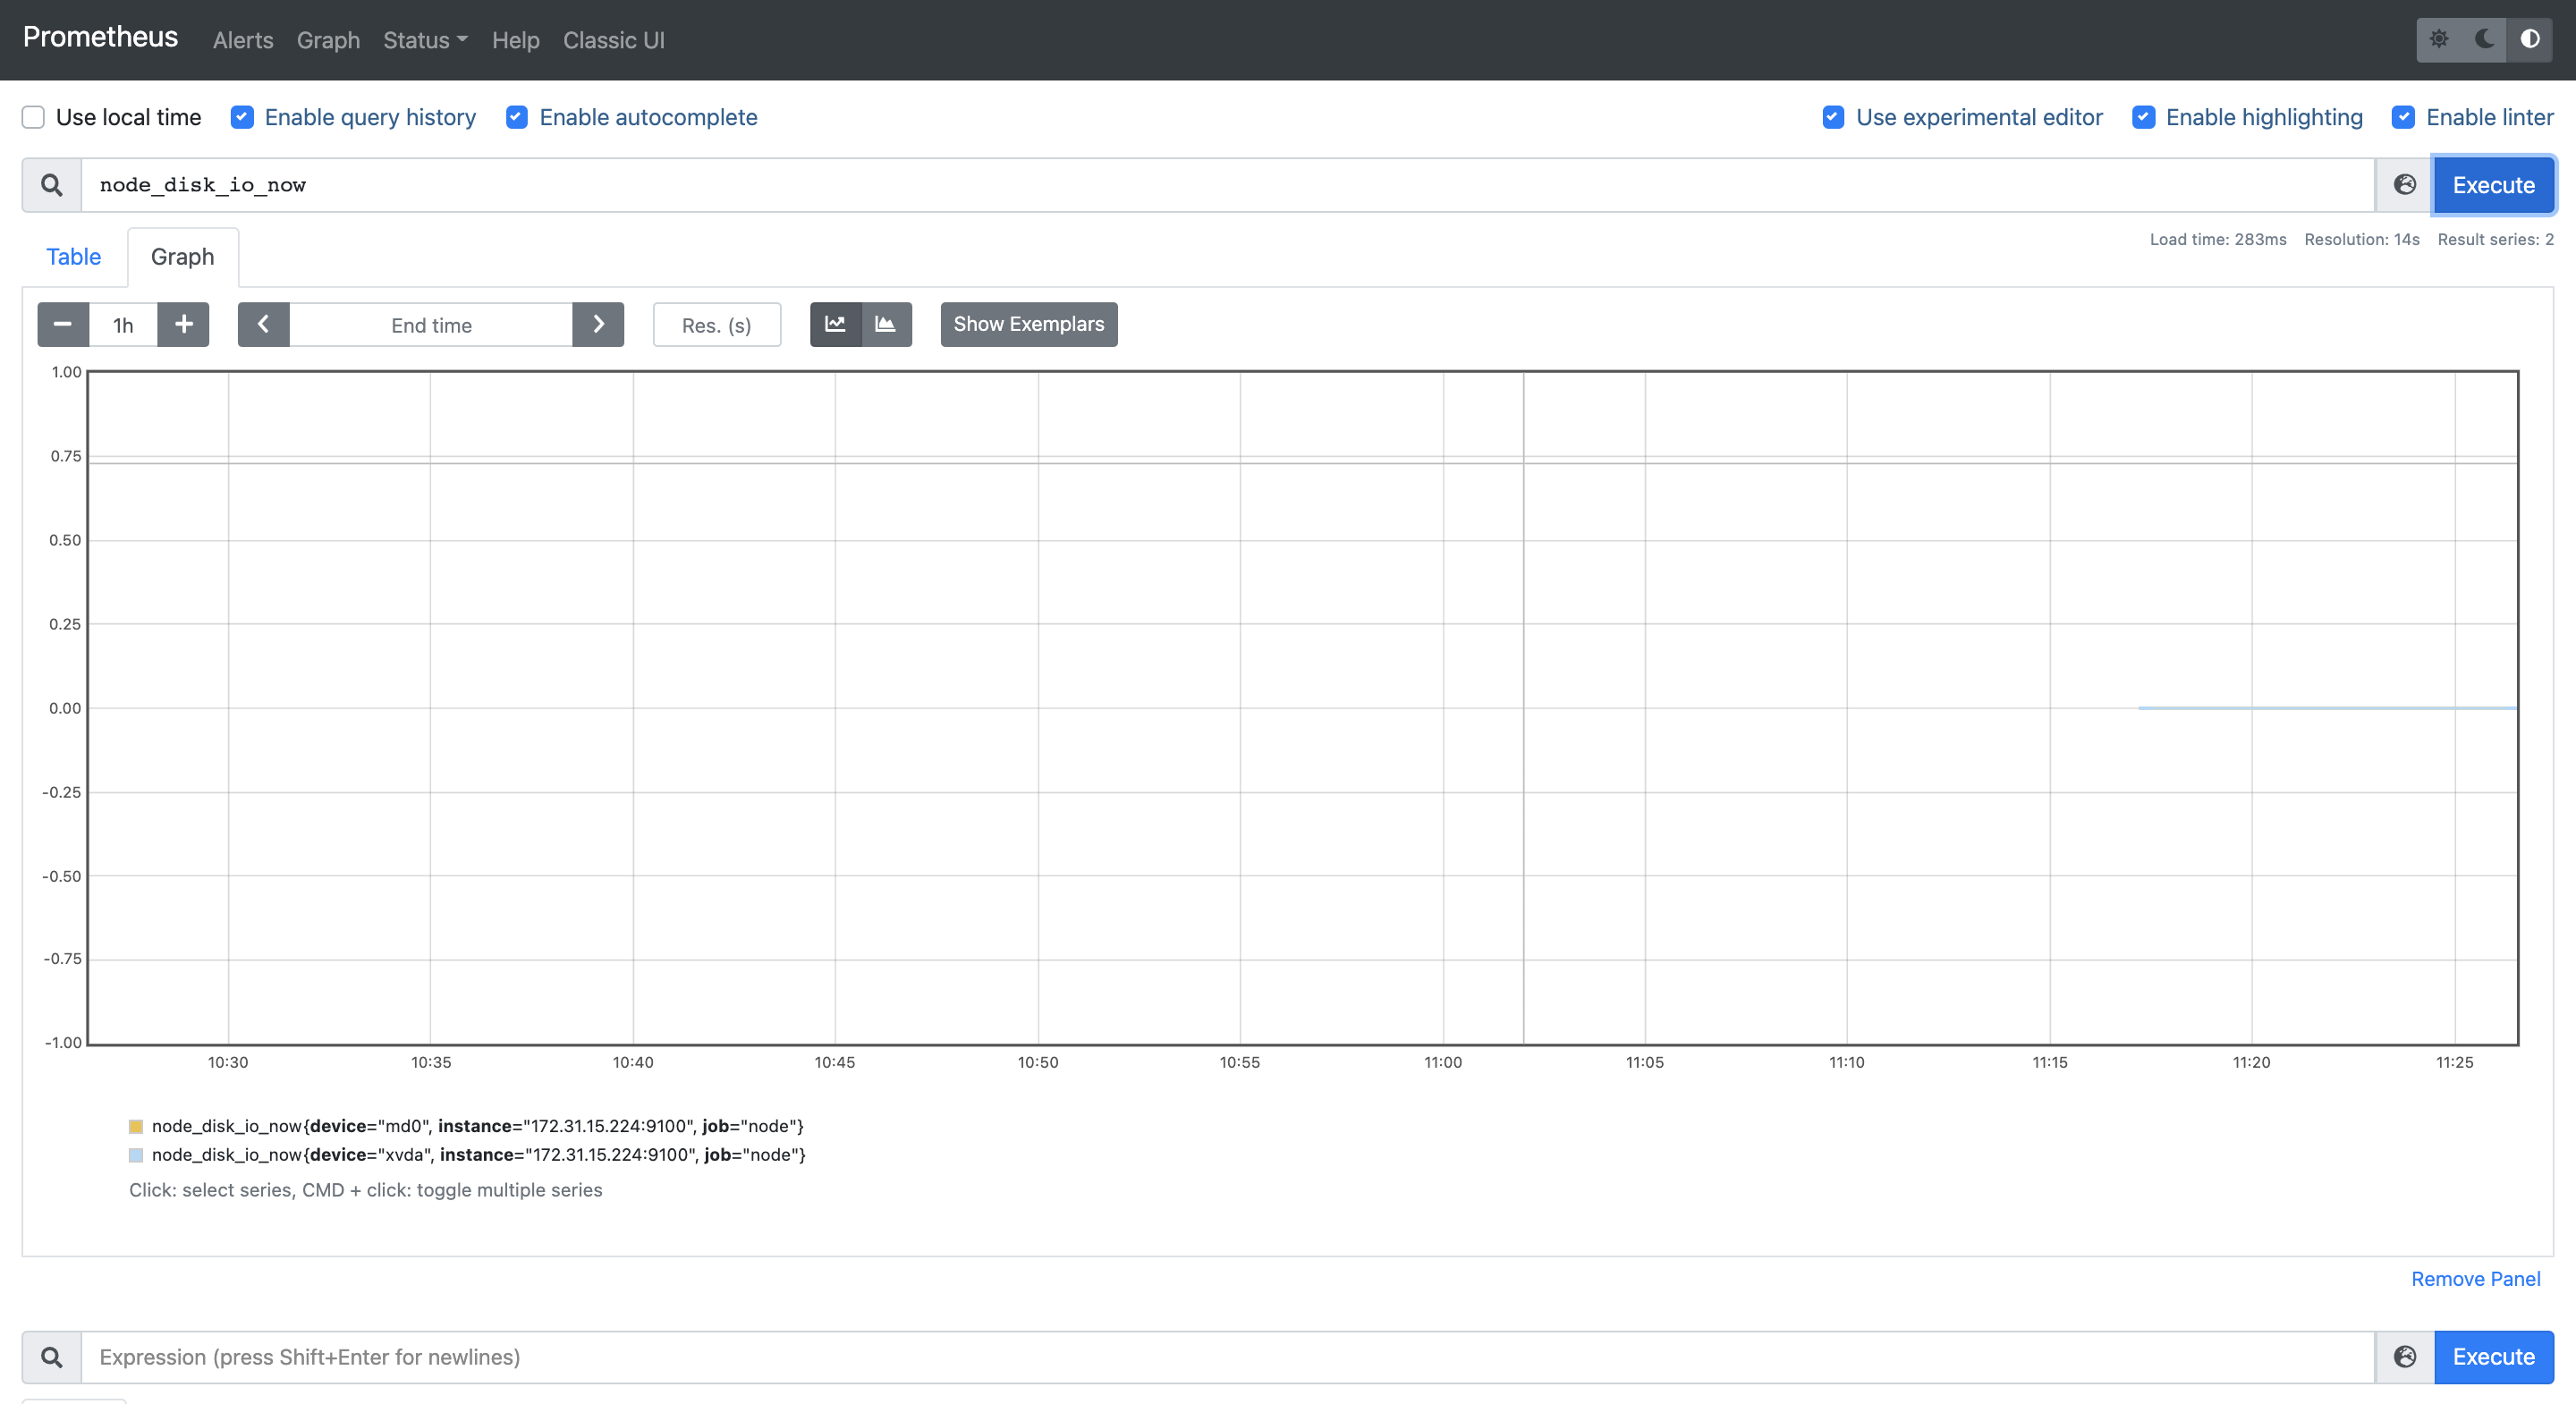 Prometheus Alerts Graph Status Help Classic UI
Use local time Enable query history Enable autocomplete Use experimental editor Enable highlighting Enable linter
node_disk_io_now Execute
Table Graph Load time: 283ms Resolution: 14s Result series: 2
1h End time Res. (s) Show Exemplars
1.00
0.75
0.50
0.25
0.00
-0.25
-0.50
-0.75
-1.00
10:30 10:35 10:40 10:45 10:50 10:55 11:00 11:05 11:10 11:15 11:20 11:25
node_disk_io_now{device="md0", instance="172.31.15.224:9100", job="node"}
node_disk_io_now{device="xvda", instance="172.31.15.224:9100", job="node"}
Click: select series, CMD + click: toggle multiple series
Remove Panel
Expression (press Shift+Enter for newlines) Execute